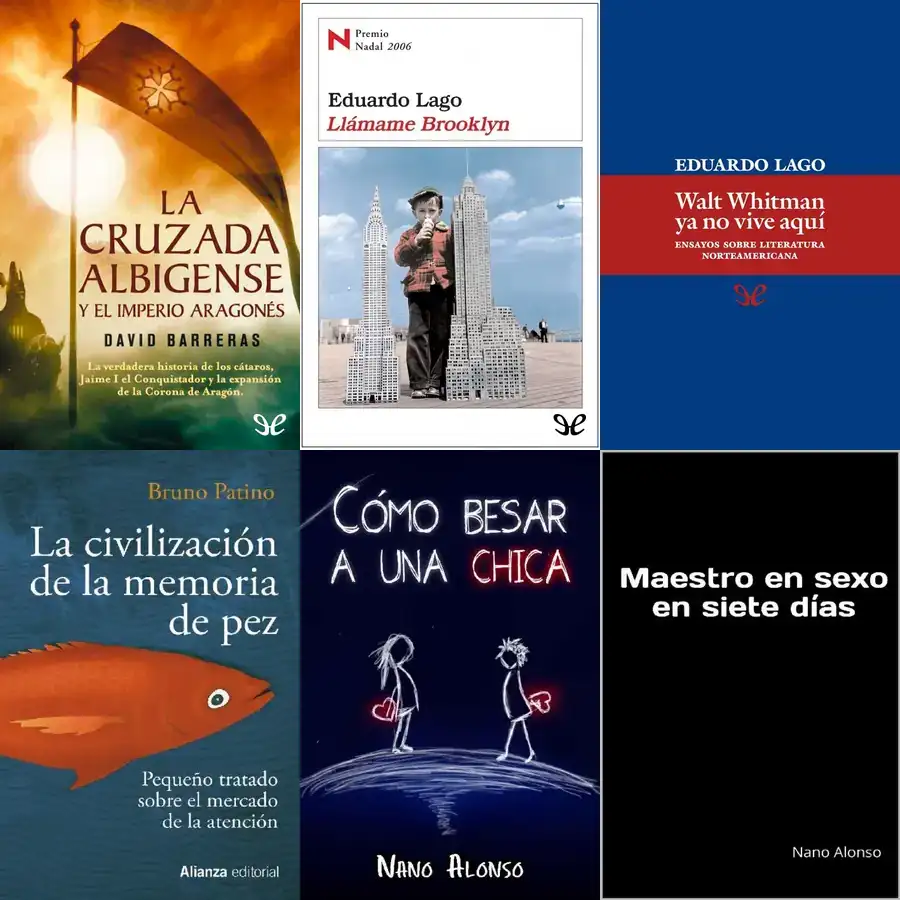 LA
CRUZADA
ALBIGENSE
Y EL IMPERIO ARAGONÉS
DAVID BARRERAS
La verdadera historia de los cátaros,
Jaime I el Conquistador y la expansión
de la Corona de Aragón.
N Premio
Nadal 2006
Eduardo Lago
Llámame Brooklyn
EDUARDO LAGO
Walt Whitman
ya no vive aquí
ENSAYOS SOBRE LITERATURA
NORTEAMERICANA
Bruno Patino
La civilización
de la memoria
de pez
Pequeño tratado
sobre el mercado
de la atención
Alianza editorial
CÓMO BESAR
A UNA CHICA
NANO ALONSO
Maestro en sexo
en siete días
Nano Alonso